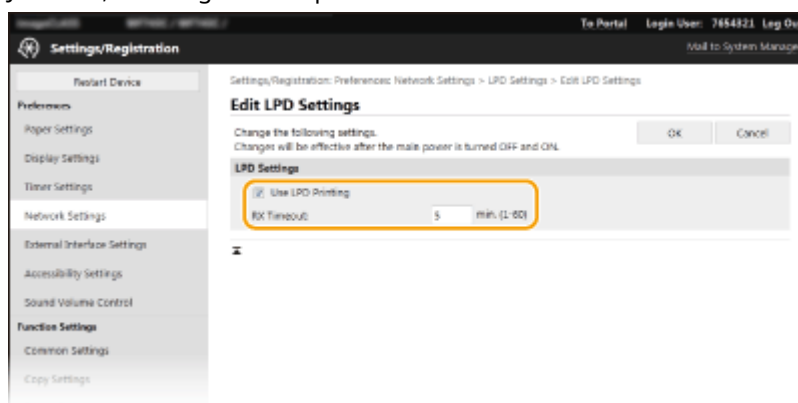 To Portal Login User: 7654321 Log Ou
Settings/Registration
Mail to System Manage
Restart Device
Settings/Registration: Preferences: Network Settings > LPD Settings > Edit LPD Settings
Preferences
Edit LPD Settings
Paper Settings
Change the following settings.
Changes will be effective after the main power is turned OFF and ON.
OK Cancel
Display Settings
LPD Settings
Timer Settings
Use LPD Printing
Network Settings
RX Timeout: 5 min. (1-60)
External Interface Settings
Accessibility Settings
Sound Volume Control
Function Settings
Common Settings
Copy Settings